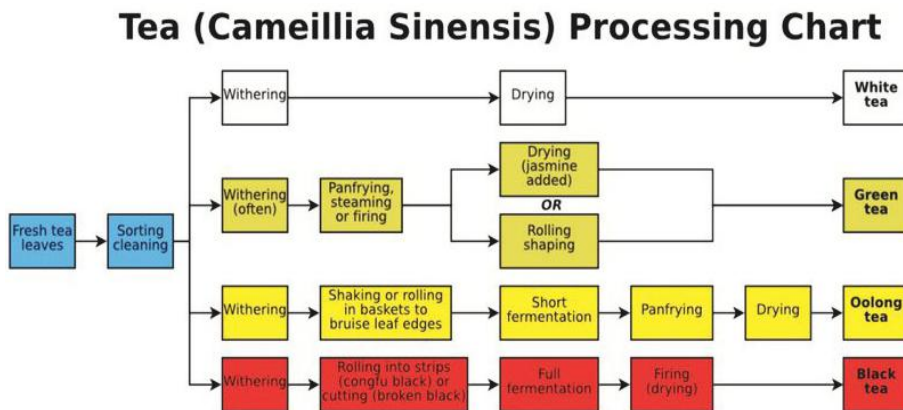 Tea (Cameillia Sinensis) Processing Chart
Fresh tea
leaves
Sorting
cleaning
Withering
Drying
White
tea
Withering
(often)
Panfrying,
steaming
or firing
Drying
(jasmine
added)
OR
Rolling
shaping
Green
tea
Withering
Shaking or rolling
in baskets to
bruise leaf edges
Short
fermentation
Panfrying
Drying
Oolong
tea
Withering
Rolling into strips
(congfu black) or
cutting (broken black)
Full
fermentation
Firing
(drying)
Black
tea